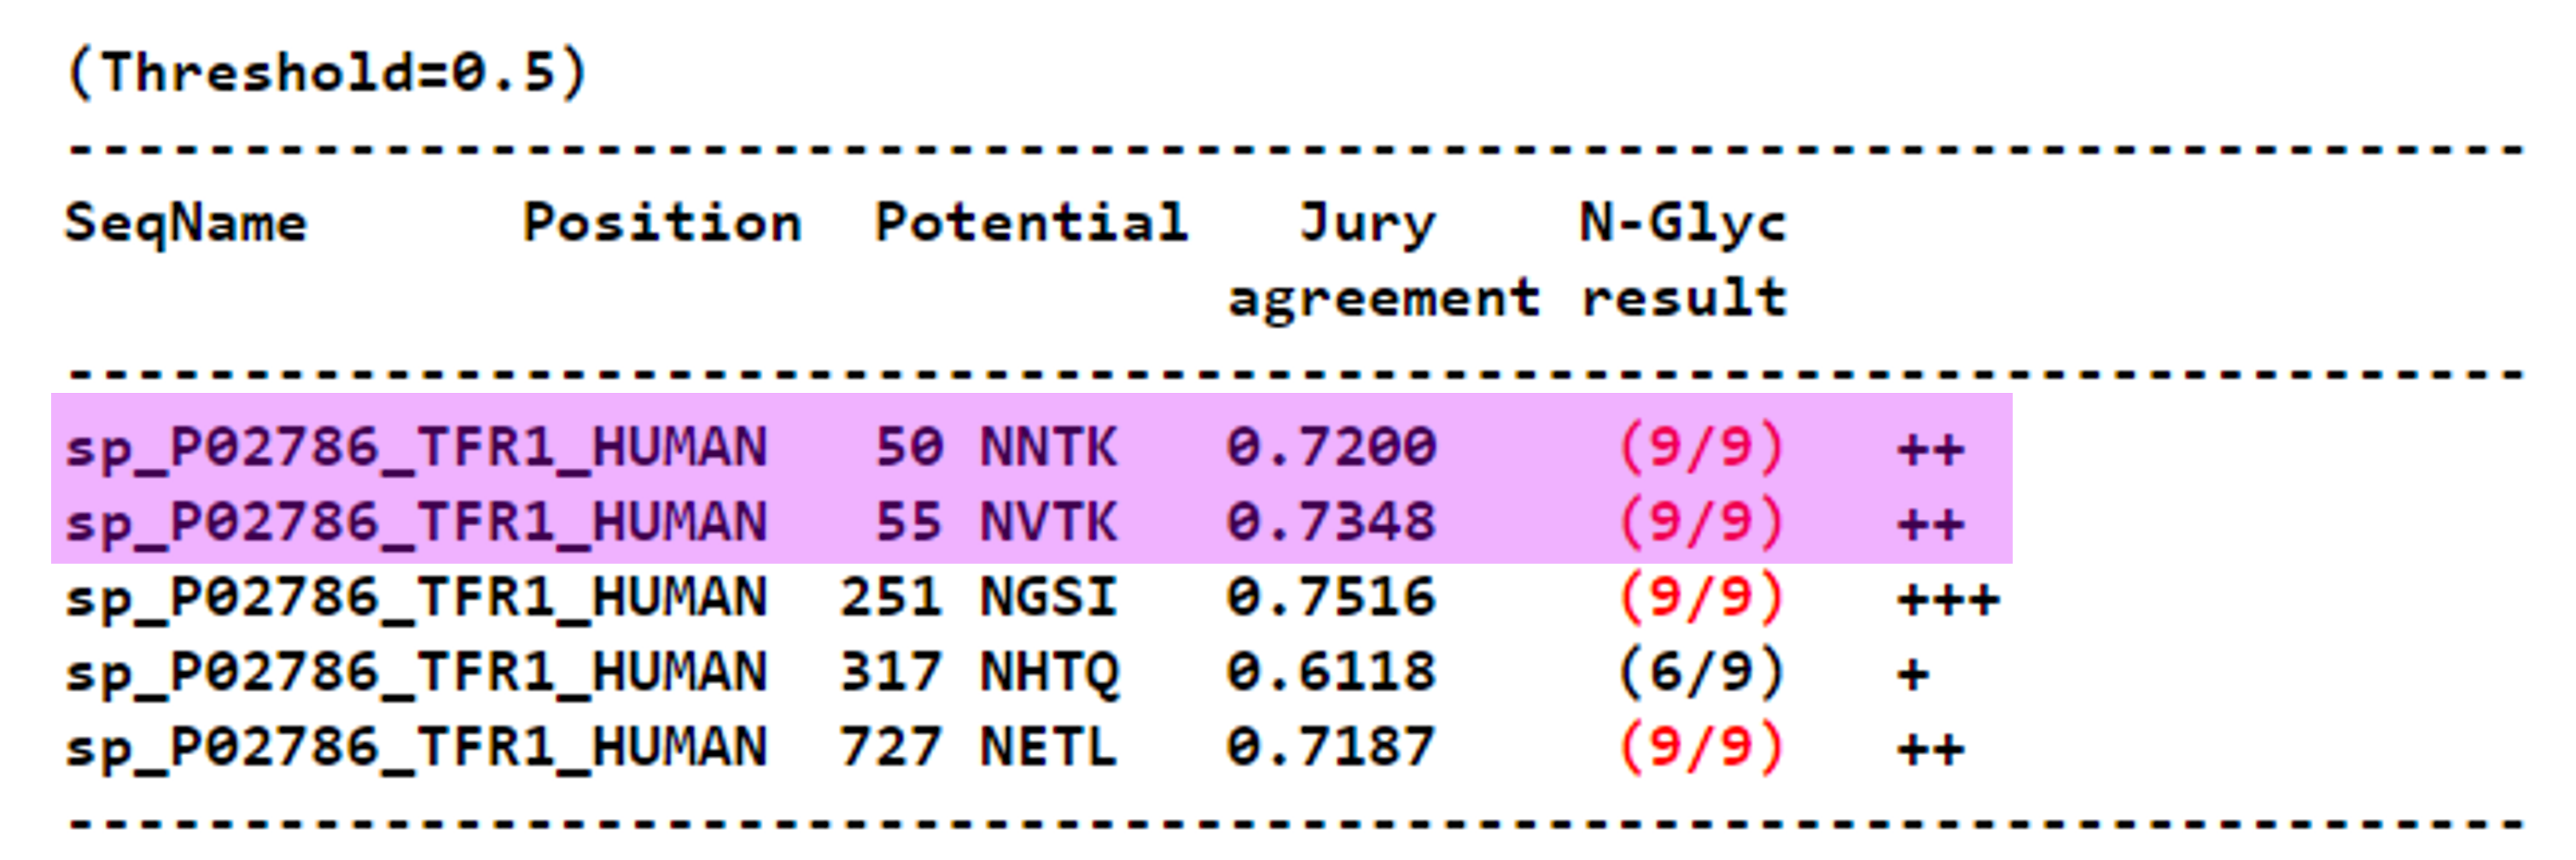 (Threshold=0.5)
----------------------------------------------------------------------
SeqName      Position  Potential   Jury    N-Glyc
                                 agreement result
----------------------------------------------------------------------
sp_P02786_TFR1_HUMAN   50 NNTK   0.7200     (9/9)   ++
sp_P02786_TFR1_HUMAN   55 NVTK   0.7348     (9/9)   ++
sp_P02786_TFR1_HUMAN  251 NGSI   0.7516     (9/9)   +++
sp_P02786_TFR1_HUMAN  317 NHTQ   0.6118     (6/9)   +
sp_P02786_TFR1_HUMAN  727 NETL   0.7187     (9/9)   ++
----------------------------------------------------------------------